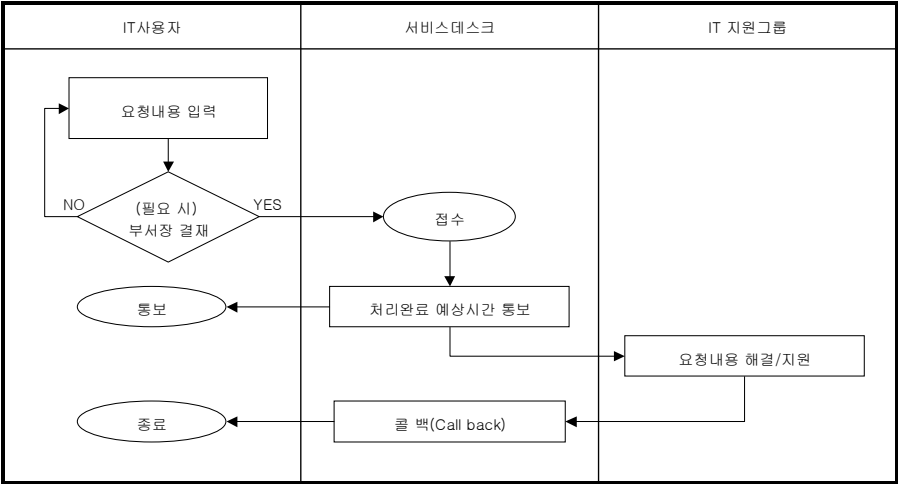 IT사용자
서비스데스크
IT 지원그룹
요청내용 입력
NO
(필요 시)
부서장 결재
YES
접수
통보
처리완료 예상시간 통보
요청내용 해결/지원
종료
콜 백(Call back)